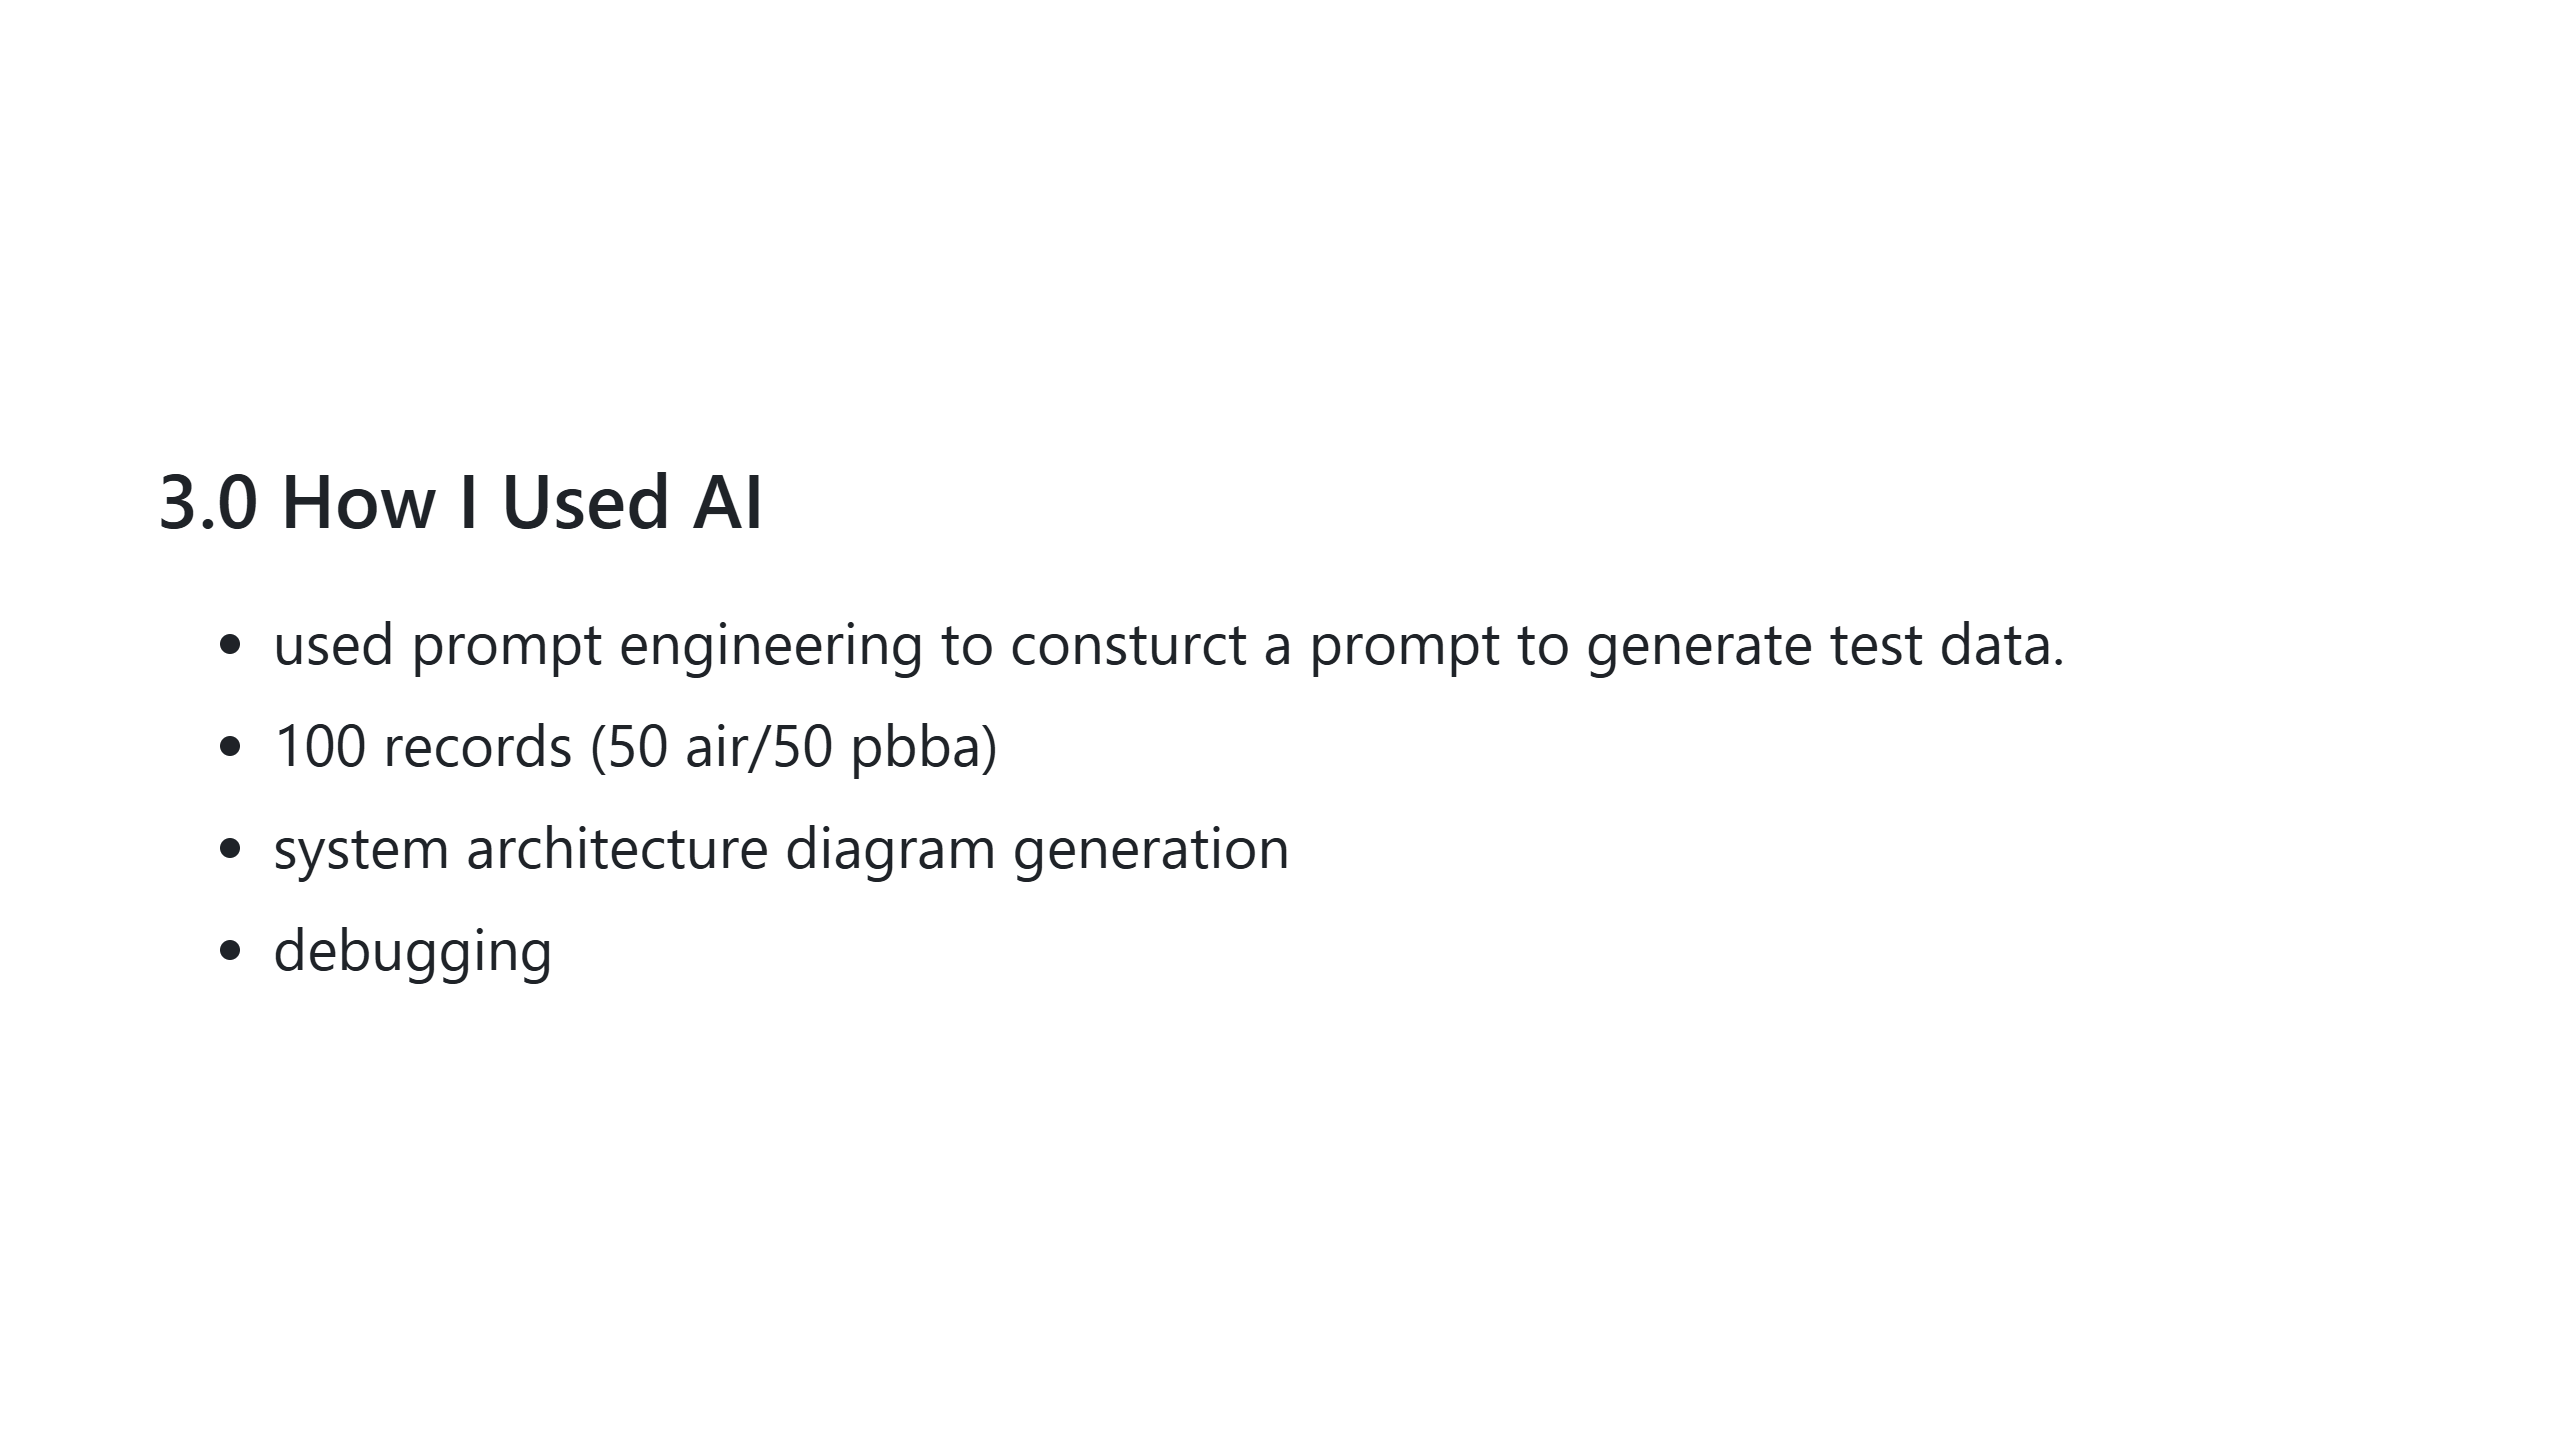 3.0 How I Used AI
• used prompt engineering to consturct a prompt to generate test data.
• 100 records (50 air/50 pbba)
• system architecture diagram generation
• debugging